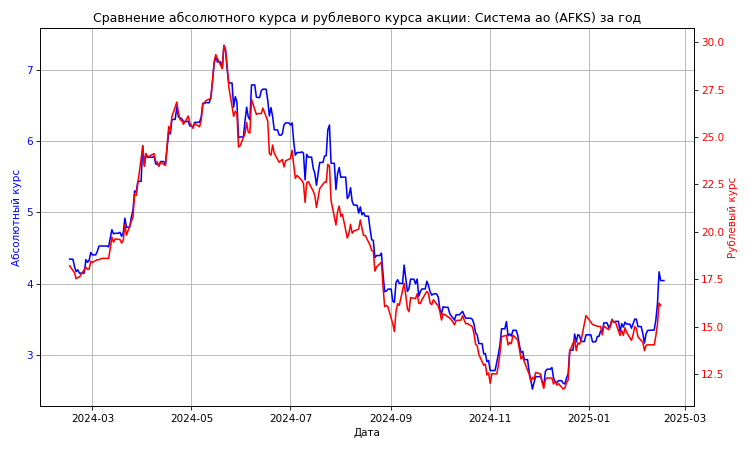 Сравнение абсолютного курса и рублевого курса акции: Система ао (AFKS) за год
Абсолютный курс
7
6
5
4
3
30.0
27.5
25.0
22.5
20.0
17.5
15.0
12.5
Рублевый курс
2024-03 2024-05 2024-07 2024-09 2024-11 2025-01 2025-03
Дата